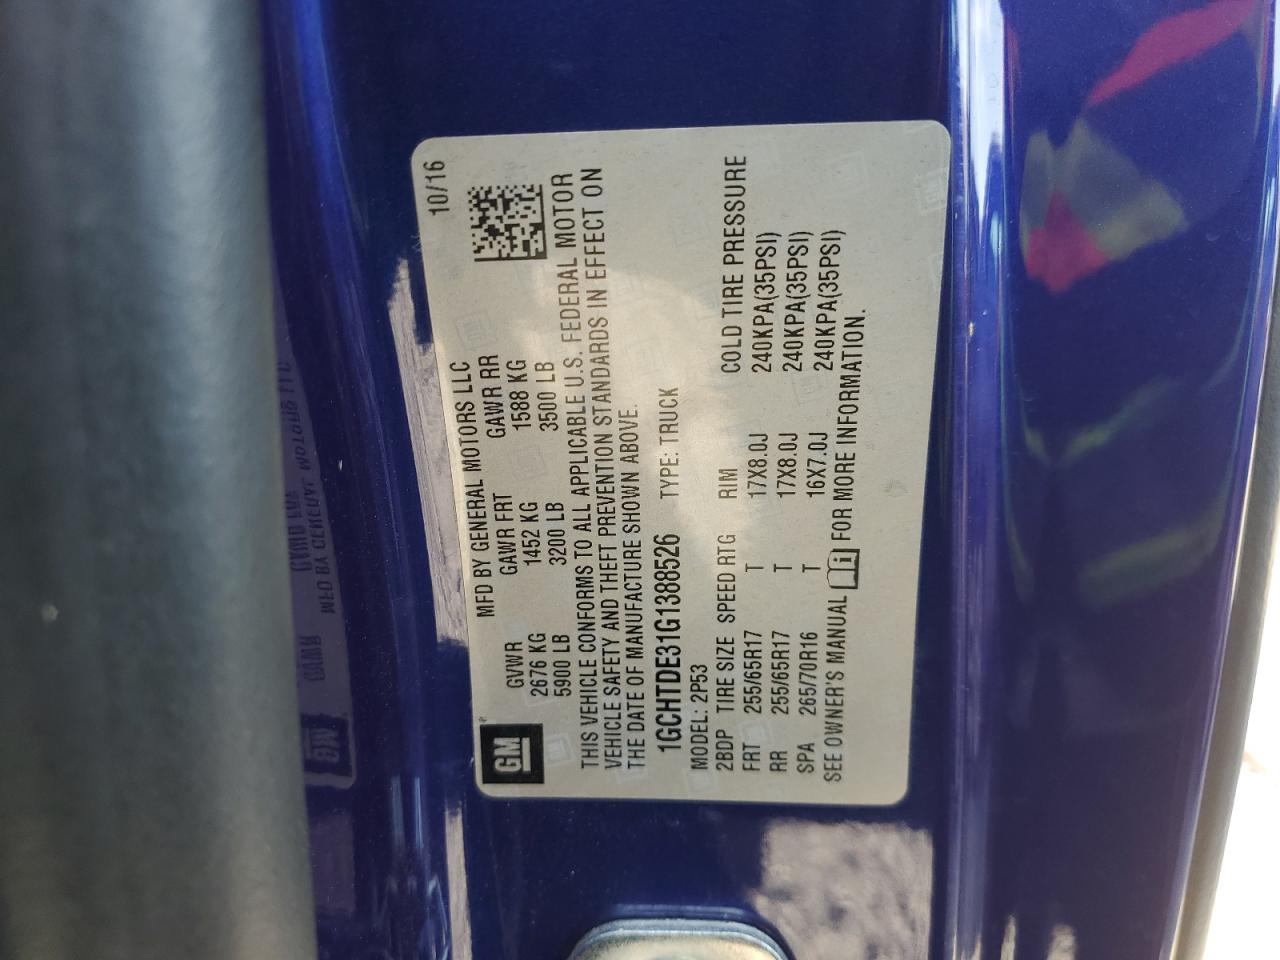 10/16
MFD BY GENERAL MOTORS LLC
GM
GVWR GAWR FRT GAWR RR
2676 KG 1452 KG 1588 KG
5900 LB 3200 LB 3500 LB
THIS VEHICLE CONFORMS TO ALL APPLICABLE U.S. FEDERAL MOTOR
VEHICLE SAFETY AND THEFT PREVENTION STANDARDS IN EFFECT ON
THE DATE OF MANUFACTURE SHOWN ABOVE.
1GCHTDE31G1388526 TYPE: TRUCK
MODEL: 2P53
2BDP TIRE SIZE SPEED RTG RIM COLD TIRE PRESSURE
FRT 255/65R17 T 17X8.0J 240KPA(35PSI)
RR 255/65R17 T 17X8.0J 240KPA(35PSI)
SPA 265/70R16 T 16X7.0J 240KPA(35PSI)
SEE OWNER'S MANUAL FOR MORE INFORMATION.